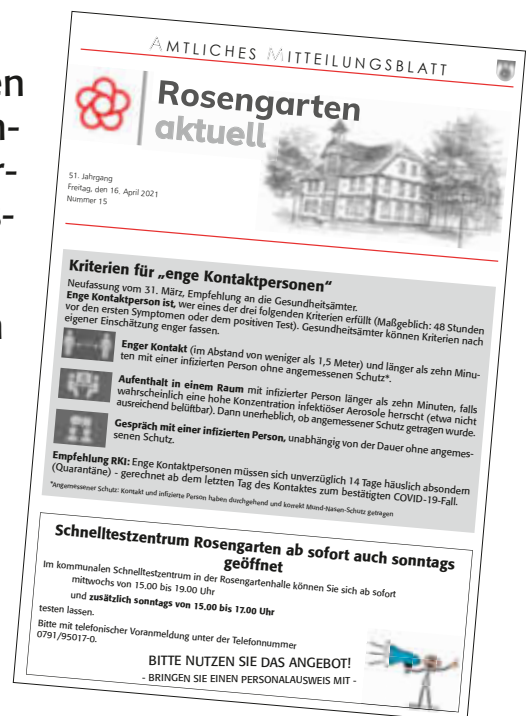 en
n-
r-
s-
n
AMTLICHES MITTEILUNGSBLATT
Rosengarten
aktuell
51. Jahrgang
Freitag, den 16. April 2021
Nummer 15
Kriterien für „enge Kontaktpersonen“
Neufassung vom 31. März, Empfehlung an die Gesundheitsämter.
Enge Kontaktperson ist, wer eines der drei folgenden Kriterien erfüllt (Maßgeblich: 48 Stunden
vor den ersten Symptomen oder dem positiven Test). Gesundheitsämter können Kriterien nach
eigener Einschätzung enger fassen.
Enger Kontakt (im Abstand von weniger als 1,5 Meter) und länger als zehn Minu-
ten mit einer infizierten Person ohne angemessenen Schutz*.
Aufenthalt in einem Raum mit infizierter Person länger als zehn Minuten, falls
wahrscheinlich eine hohe Konzentration infektiöser Aerosole herrscht (etwa nicht
ausreichend belüftbar). Dann unerheblich, ob angemessener Schutz getragen wurde.
Gespräch mit einer infizierten Person, unabhängig von der Dauer ohne angemes-
senen Schutz.
Empfehlung RKI: Enge Kontaktpersonen müssen sich unverzüglich 14 Tage häuslich absondern
(Quarantäne) - gerechnet ab dem letzten Tag des Kontaktes zum bestätigten COVID-19-Fall.
*Angemessener Schutz: Kontakt und infizierte Person haben durchgehend und korrekt Mund-Nasen-Schutz getragen
Schnelltestzentrum Rosengarten ab sofort auch sonntags
geöffnet
Im kommunalen Schnelltestzentrum in der Rosengartenhalle können Sie sich ab sofort
mittwochs von 15.00 bis 19.00 Uhr
und zusätzlich sonntags von 15.00 bis 17.00 Uhr
testen lassen.
Bitte mit telefonischer Voranmeldung unter der Telefonnummer
0791/95017-0.
BITTE NUTZEN SIE DAS ANGEBOT!
- BRINGEN SIE EINEN PERSONALAUSWEIS MIT -